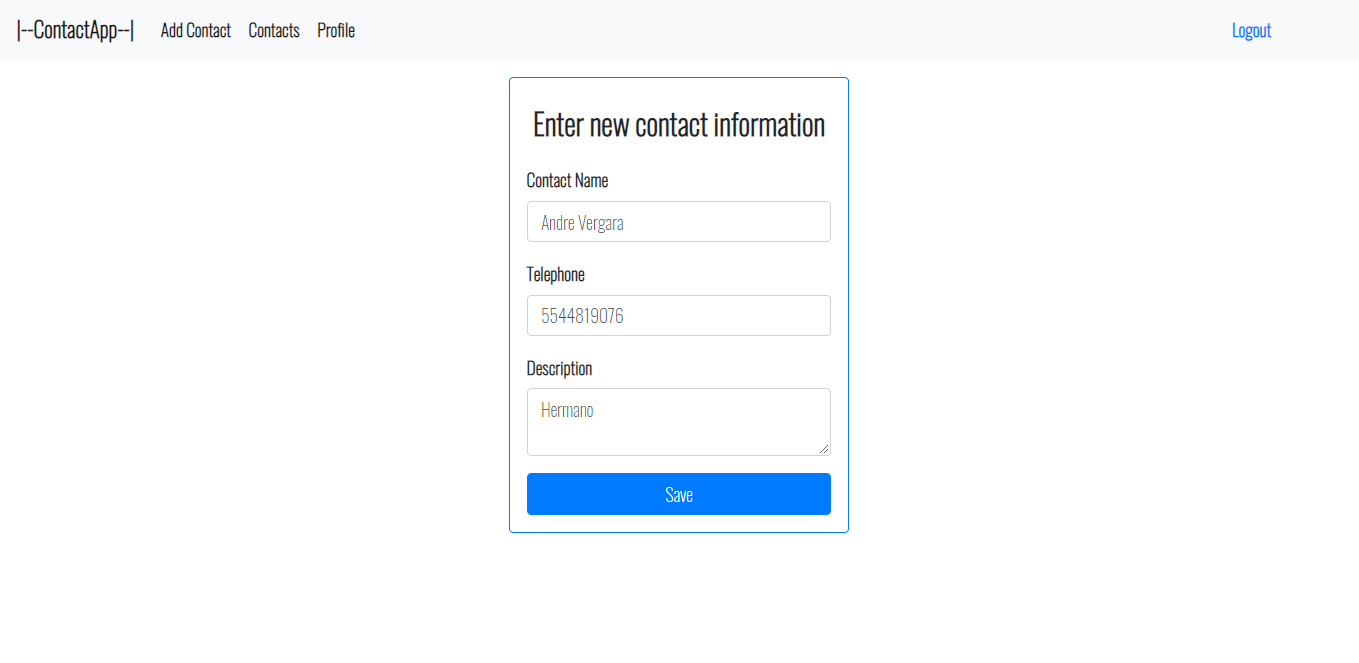 |--ContactApp--| Add Contact Contacts Profile Logout
Enter new contact information
Contact Name
Andre Vergara
Telephone
5544819076
Description
Hermano
Save